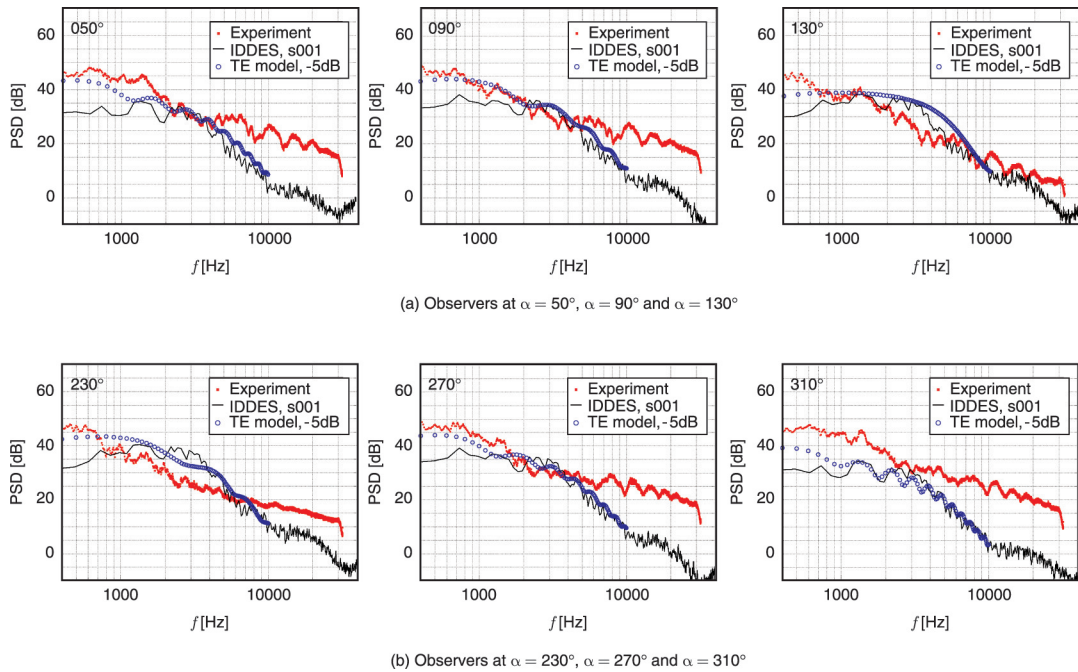 050°
Experiment
IDDES, s001
TE model,-5dB
PSD [dB]
60
40
20
0
1000
10000
f[Hz]
090°
Experiment
IDDES, s001
TE model,-5dB
PSD [dB]
60
40
20
0
1000
10000
f[Hz]
130°
Experiment
IDDES, s001
TE model,-5dB
PSD [dB]
60
40
20
0
1000
10000
f[Hz]
(a) Observers at α = 50°, α = 90° and α = 130°
230°
Experiment
IDDES, s001
TE model,-5dB
PSD [dB]
60
40
20
0
1000
10000
f[Hz]
270°
Experiment
IDDES, s001
TE model,-5dB
PSD [dB]
60
40
20
0
1000
10000
f[Hz]
310°
Experiment
IDDES, s001
TE model,-5dB
PSD [dB]
60
40
20
0
1000
10000
f[Hz]
(b) Observers at α = 230°, α = 270° and α = 310°